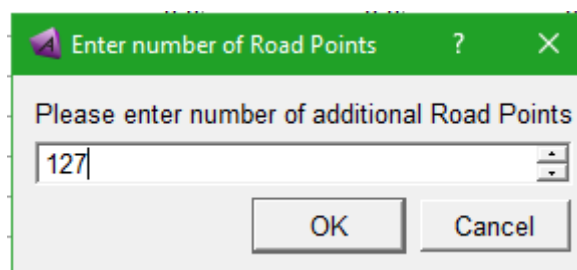 Enter number of Road Points ?
Please enter number of additional Road Points
127
OK Cancel